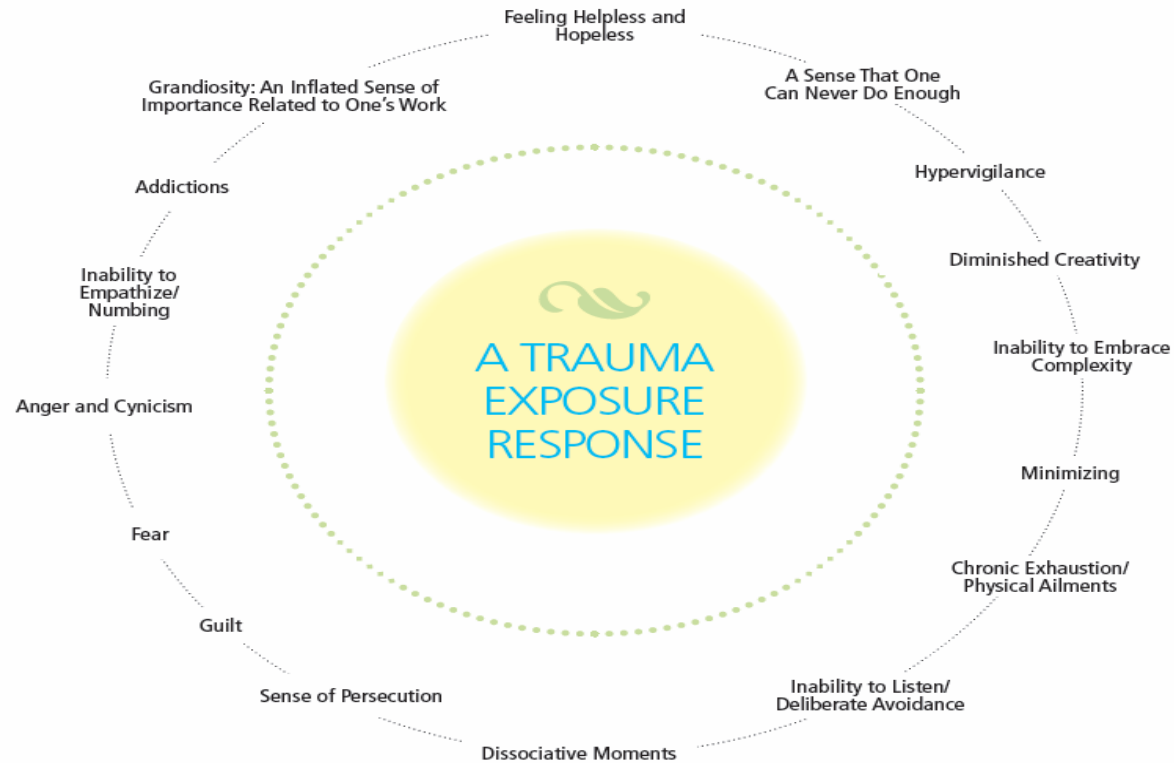 Feeling Helpless and
Hopeless
A Sense That One
Can Never Do Enough
Hypervigilance
Diminished Creativity
Inability to Embrace
Complexity
Minimizing
Chronic Exhaustion/
Physical Ailments
Inability to Listen/
Deliberate Avoidance
Dissociative Moments
Sense of Persecution
Guilt
Fear
Anger and Cynicism
Inability to
Empathize/
Numbing
Addictions
Grandiosity: An Inflated Sense of
Importance Related to One's Work
A TRAUMA
EXPOSURE
RESPONSE